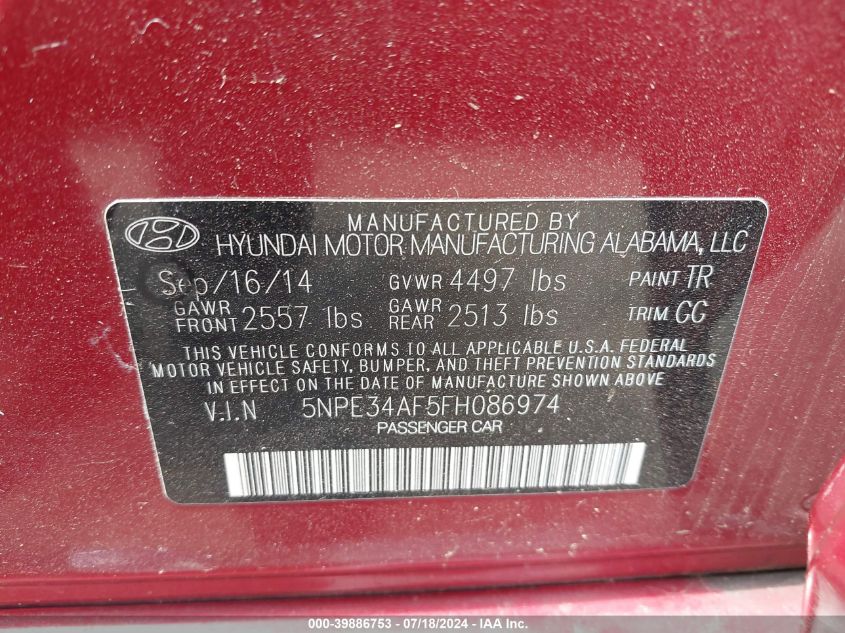 MANUFACTURED BY
HYUNDAI MOTOR MANUFACTURING ALABAMA, LLC
Sep/16/14 GVWR 4497 lbs PAINT TR
GAWR FRONT 2557 lbs GAWR REAR 2513 lbs TRIM GG
THIS VEHICLE CONFORMS TO ALL APPLICABLE U.S.A. FEDERAL
MOTOR VEHICLE SAFETY, BUMPER, AND THEFT PREVENTION STANDARDS
IN EFFECT ON THE DATE OF MANUFACTURE SHOWN ABOVE.
V.I.N 5NPE34AF5FH086974
PASSENGER CAR
000-39886753 - 07/18/2024 - IAA Inc.